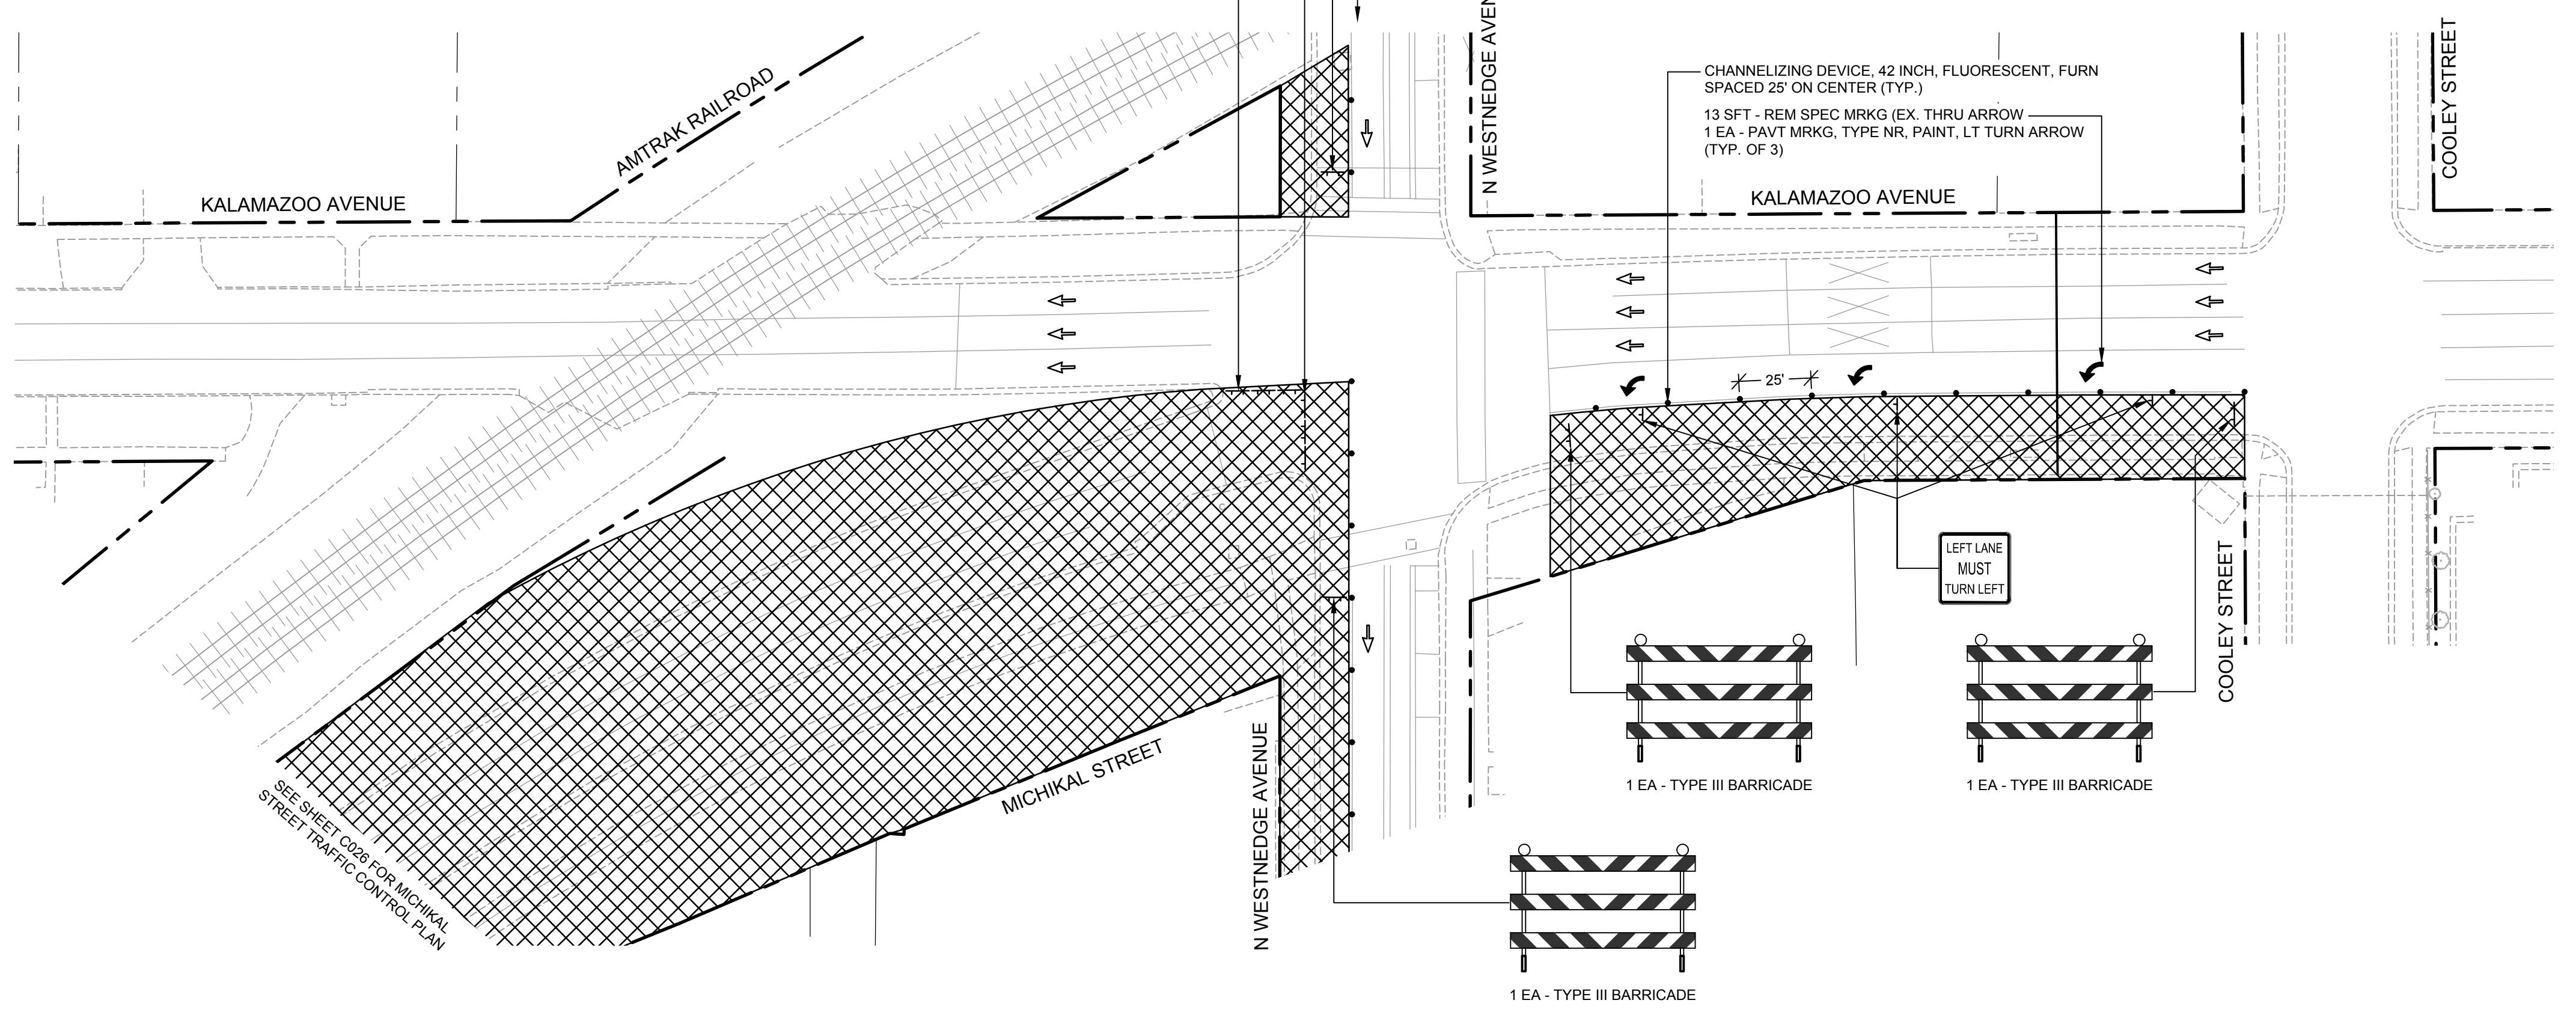 N WESTNEDGE AVEN
COOLEY STREET
CHANNELIZING DEVICE, 42 INCH, FLUORESCENT, FURN
SPACED 25' ON CENTER (TYP.)
13 SFT - REM SPEC MRKG (EX. THRU ARROW
1 EA - PAVT MRKG, TYPE NR, PAINT, LT TURN ARROW
(TYP. OF 3)
AMTRAK RAILROAD
KALAMAZOO AVENUE
KALAMAZOO AVENUE
25'
LEFT LANE
MUST
TURN LEFT
COOLEY STREET
MICHIKAL STREET
N WESTNEDGE AVENUE
SEE SHEET C026 FOR MICHIKAL
STREET TRAFFIC CONTROL PLAN
1 EA - TYPE III BARRICADE
1 EA - TYPE III BARRICADE
1 EA - TYPE III BARRICADE